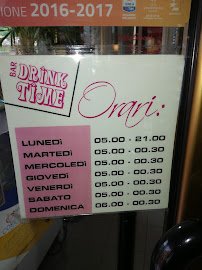 IONE 2016-2017
BAR
DRINK
TIME
Orari:
LUNEDÌ 05.00 - 21.00
MARTEDÌ 05.00 - 00.30
MERCOLEDÌ 05.00 - 00.30
GIOVEDÌ 05.00 - 00.30
VENERDÌ 05.00 - 00.30
SABATO 05.00 - 00.30
DOMENICA 06.00 - 00.30